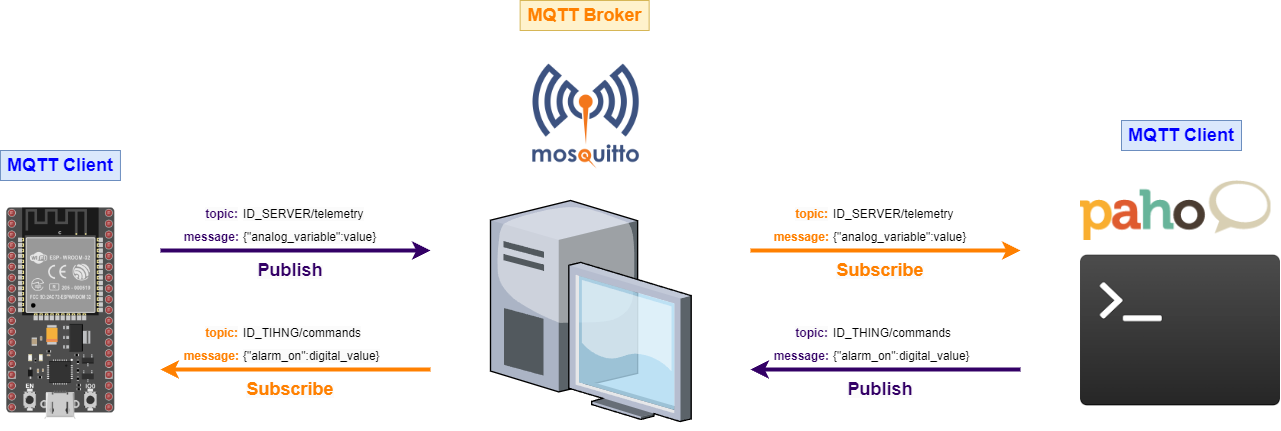 MQTT Broker
mosquitto
MQTT Client
MQTT Client
paho
topic: ID_SERVER/telemetry
message: {"analog_variable":value}
Publish
topic: ID_SERVER/telemetry
message: {"analog_variable":value}
Subscribe
topic: ID_TIHNG/commands
message: {"alarm_on":digital_value}
Subscribe
topic: ID_THING/commands
message: {"alarm_on":digital_value}
Publish
ESP-WROOM-32
EN
IO0
>_